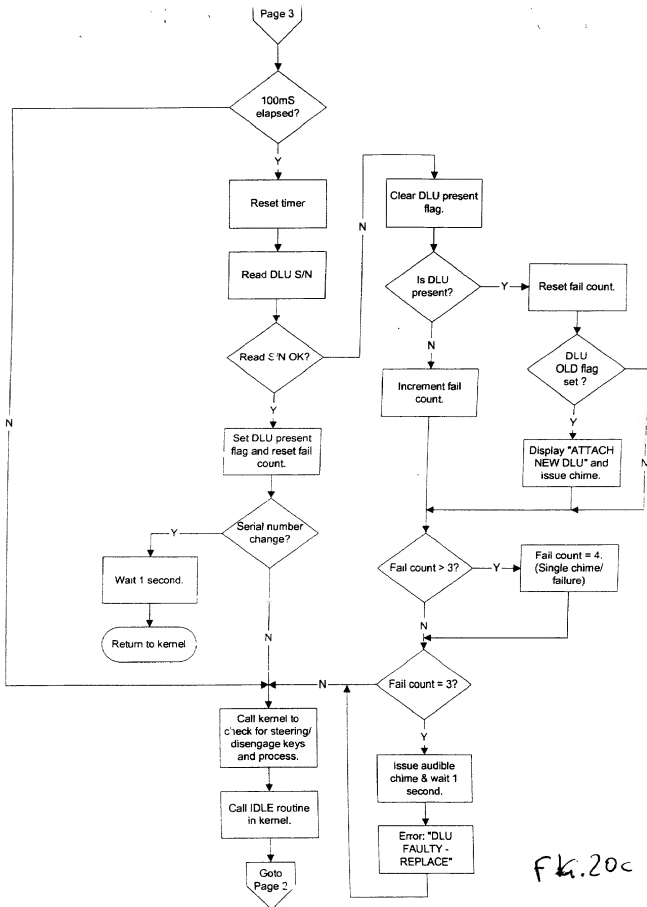 Page 3
100mS
elapsed?
Y
Reset timer
Read DLU S/N
Read S/N OK?
N
Y
Set DLU present
flag and reset fail
count.
Serial number
change?
Y
Wait 1 second.
Return to kernel
N
N
Clear DLU present
flag.
Is DLU
present?
Y
Reset fail count.
N
Increment fail
count.
DLU
OLD flag
set ?
Y
N
Display "ATTACH
NEW DLU" and
issue chime.
Fail count > 3?
Y
Fail count = 4.
(Single chime/
failure)
N
Fail count = 3?
N
Y
Issue audible
chime & wait 1
second.
Error: "DLU
FAULTY -
REPLACE"
Call kernel to
check for steering/
disengage keys
and process.
Call IDLE routine
in kernel.
Goto
Page 2
FIG. 20c